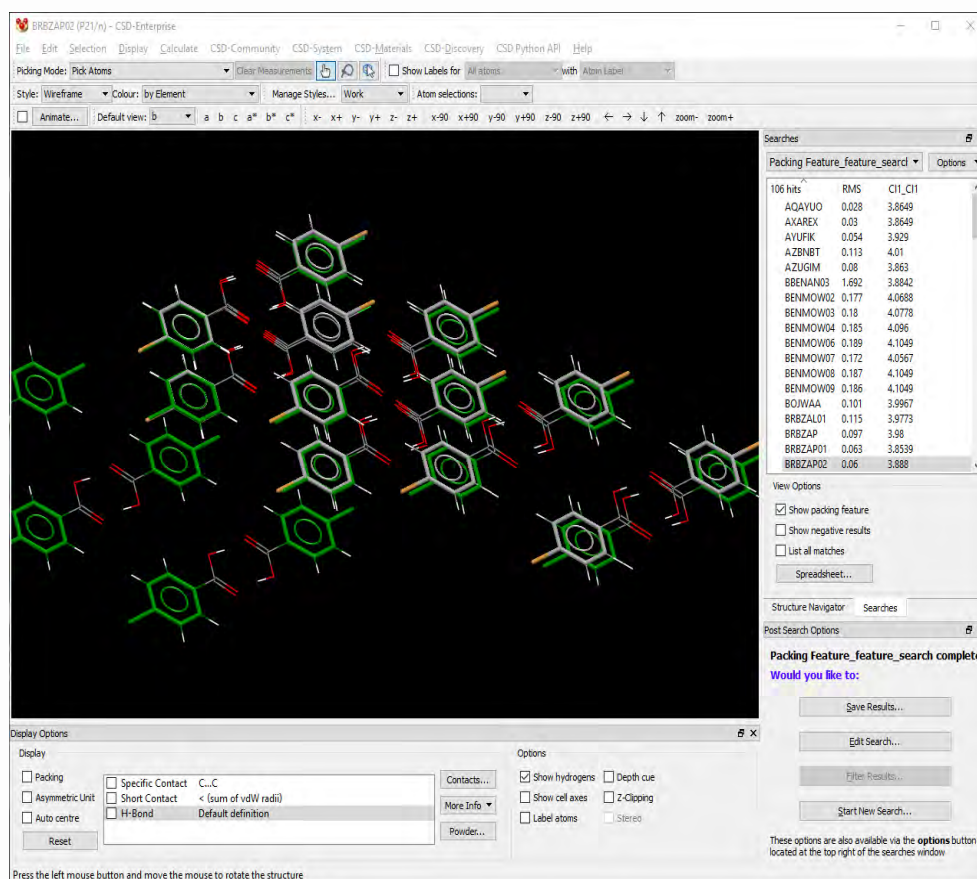 BRBZAP02 (P21/n) - CSD-Enterprise
File Edit Selection Display Calculate CSD-Community CSD-System CSD-Materials CSD-Discovery CSD Python API Help
Picking Mode: Pick Atoms Clear Measurements Show Labels for All atoms with Atom Label
Style: Wireframe Colour: by Element Manage Styles... Work Atom selections:
Animate... Default view: b a b c a* b* c* x- x+ y- y+ z- z+ x-90 x+90 y-90 y+90 z-90 z+90 ← → ↓ ↑ zoom- zoom+
Searches
Packing Feature_feature_searcl Options
106 hits RMS Cl1_Cl1
AQAYUO 0.028 3.8649
AXAREX 0.03 3.8649
AYUFIK 0.054 3.929
AZBNBT 0.113 4.01
AZUGIM 0.08 3.863
BBENAN03 1.692 3.8842
BENMOW02 0.177 4.0688
BENMOW03 0.18 4.0778
BENMOW04 0.185 4.096
BENMOW06 0.189 4.1049
BENMOW07 0.172 4.0567
BENMOW08 0.187 4.1049
BENMOW09 0.186 4.1049
BOJWAA 0.101 3.9967
BRBZAL01 0.115 3.9773
BRBZAP 0.097 3.98
BRBZAP01 0.063 3.8539
BRBZAP02 0.06 3.888
View Options
Show packing feature
Show negative results
List all matches
Spreadsheet...
Structure Navigator Searches
Post Search Options
Packing Feature_feature_search complete
Would you like to:
Save Results...
Edit Search...
Filter Results...
Start New Search...
These options are also available via the options button
located at the top right of the searches window
Display Options
Display Options
Packing Specific Contact C...C Contacts... Show hydrogens Depth cue
Asymmetric Unit Short Contact < (sum of vdW radii) More Info Show cell axes Z-Clipping
Auto centre H-Bond Default definition Label atoms Stereo
Reset Powder...
Press the left mouse button and move the mouse to rotate the structure